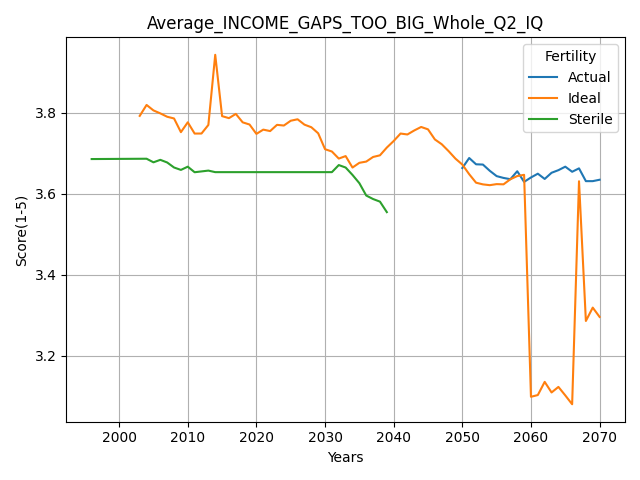 Average_INCOME_GAPS_TOO_BIG_Whole_Q2_IQ
Fertility
Actual
Ideal
Sterile
Score(1-5)
3.8
3.6
3.4
3.2
2000 2010 2020 2030 2040 2050 2060 2070
Years